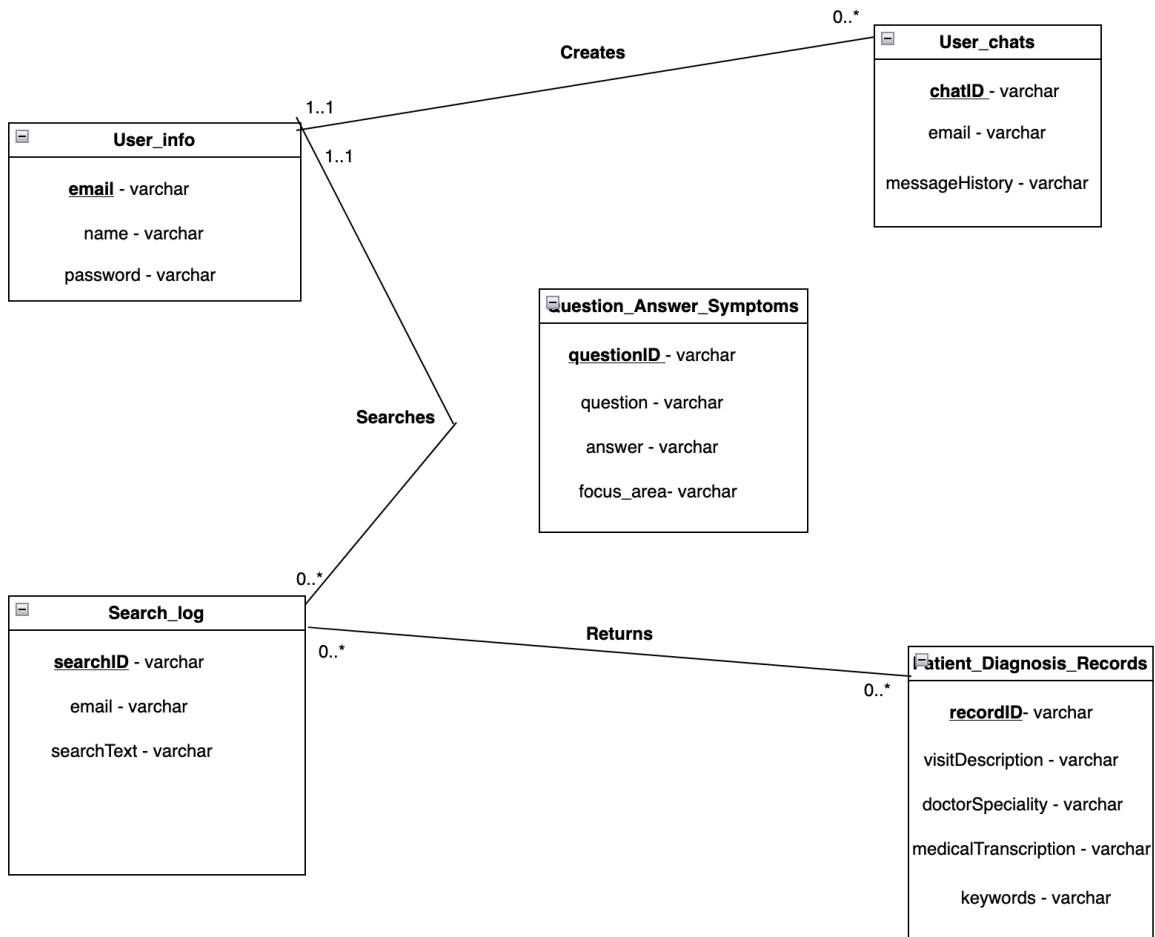 0..*
User_chats
Creates
chatID - varchar
email - varchar
messageHistory - varchar
1..1
User_info
1..1
email - varchar
name - varchar
password - varchar
Question_Answer_Symptoms
questionID - varchar
question - varchar
answer - varchar
focus_area- varchar
Searches
0..*
Search_log
searchID - varchar
email - varchar
searchText - varchar
0..*
Returns
0..*
Patient_Diagnosis_Records
recordID- varchar
visitDescription - varchar
doctorSpeciality - varchar
medicalTranscription - varchar
keywords - varchar